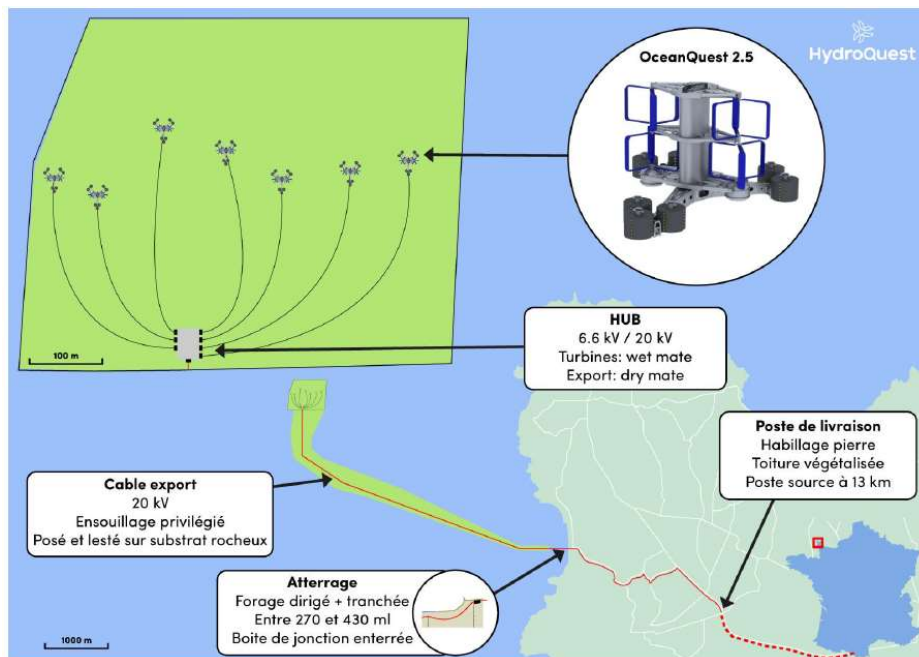 HydroQuest
OceanQuest 2.5
100 m
HUB
6.6 kV / 20 kV
Turbines: wet mate
Export: dry mate
Poste de livraison
Habillage pierre
Toiture végétalisée
Poste source à 13 km
Cable export
20 kV
Ensouillage privilégié
Posé et lesté sur substrat rocheux
Atterrage
Forage dirigé + tranchée
Entre 270 et 430 ml
Boite de jonction enterrée
1000 m